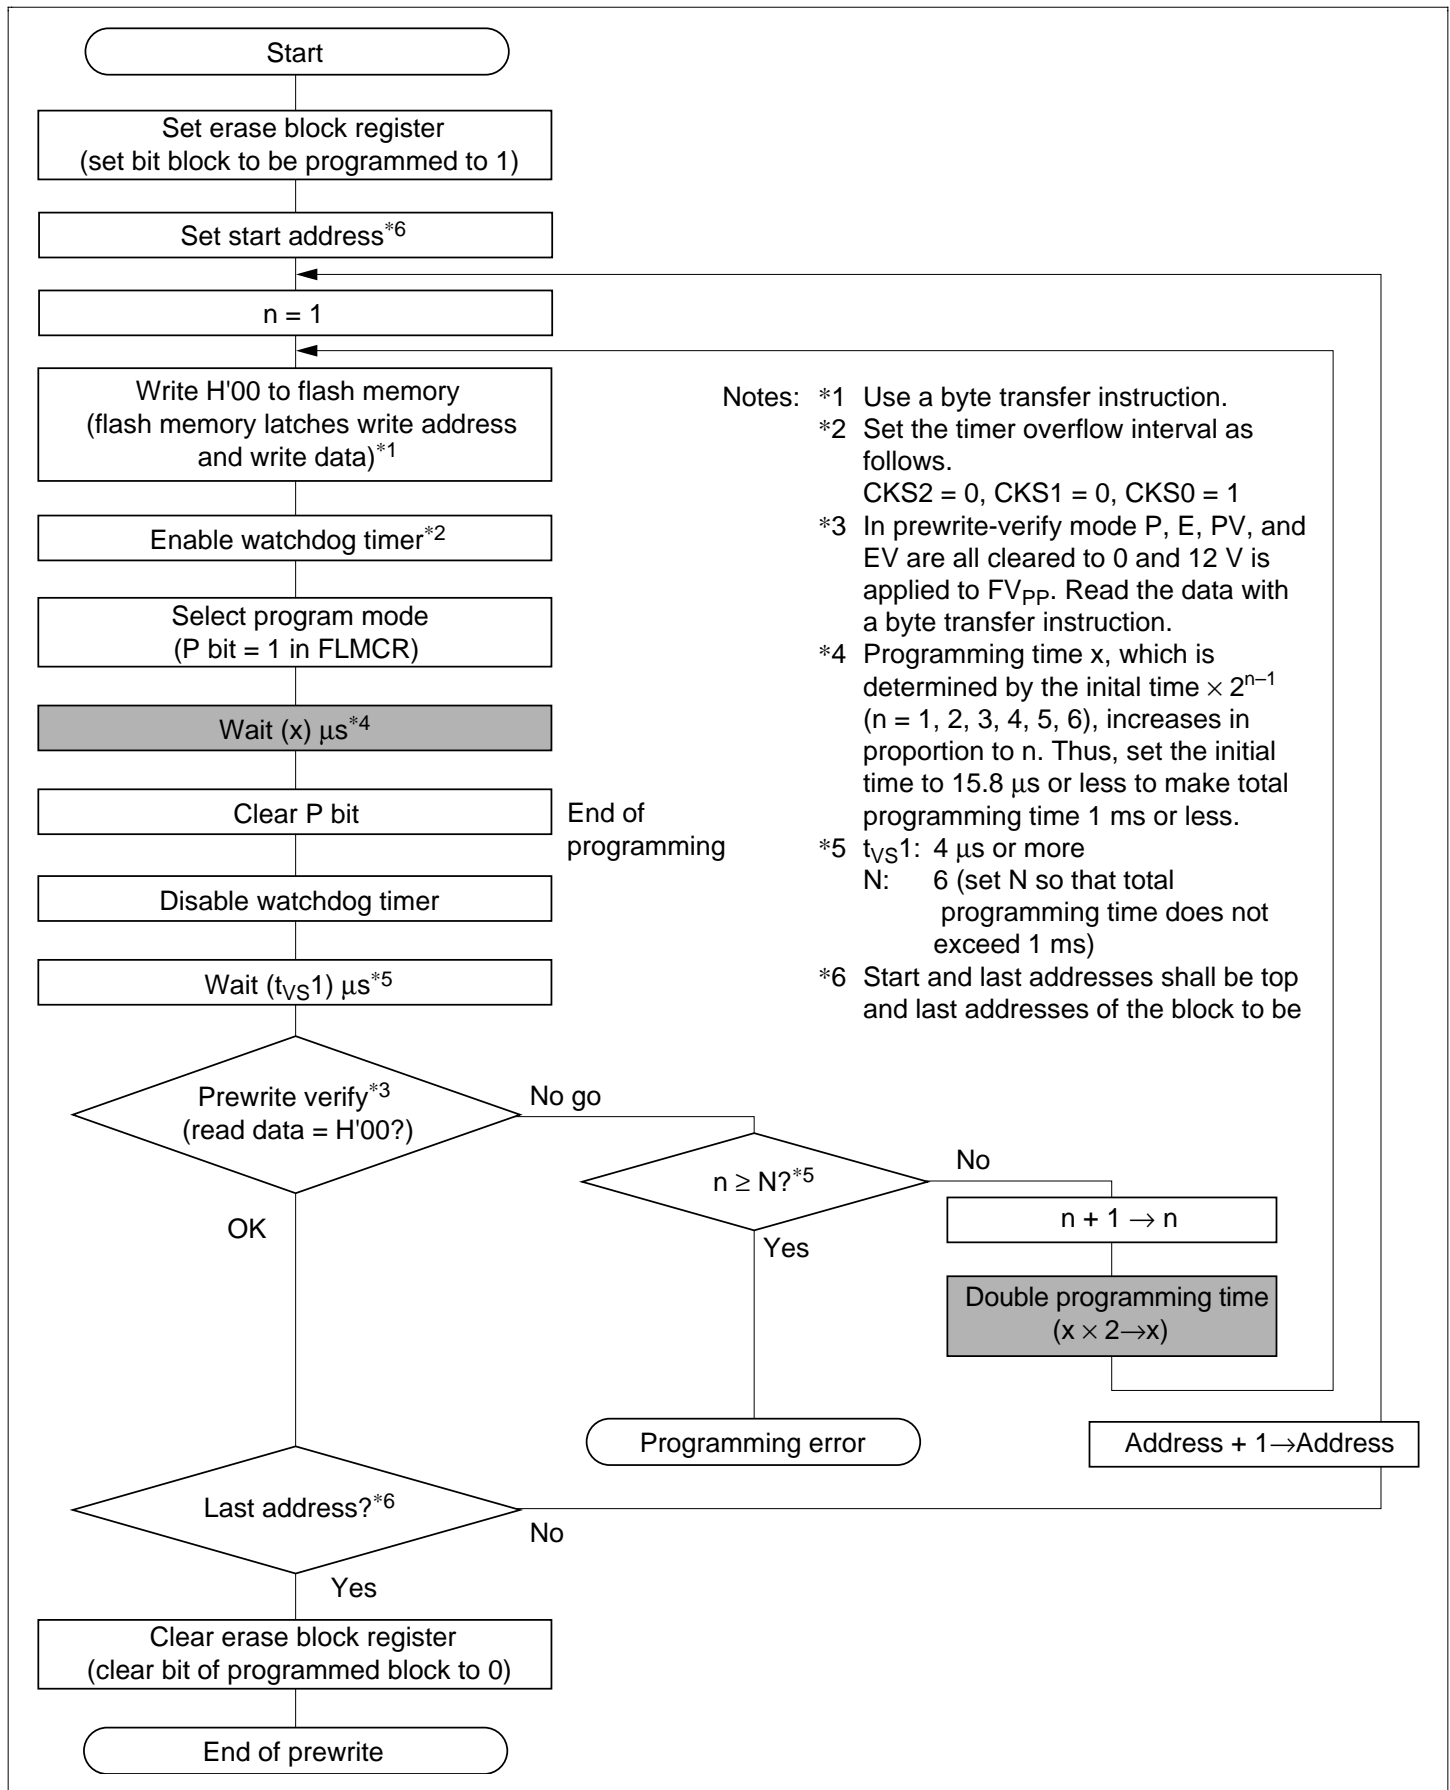 Start
Set erase block register
(set bit block to be programmed to 1)
Set start address*6
n = 1
Write H'00 to flash memory
(flash memory latches write address
and write data)*1
Enable watchdog timer*2
Select program mode
(P bit = 1 in FLMCR)
Wait (x) μs*4
Clear P bit
End of
programming
Disable watchdog timer
Wait (tVS1) μs*5
Notes: *1 Use a byte transfer instruction.
*2 Set the timer overflow interval as
follows.
CKS2 = 0, CKS1 = 0, CKS0 = 1
*3 In prewrite-verify mode P, E, PV, and
EV are all cleared to 0 and 12 V is
applied to FVPP. Read the data with
a byte transfer instruction.
*4 Programming time x, which is
determined by the inital time × 2n–1
(n = 1, 2, 3, 4, 5, 6), increases in
proportion to n. Thus, set the initial
time to 15.8 μs or less to make total
programming time 1 ms or less.
*5 tVS1: 4 μs or more
N: 6 (set N so that total
programming time does not
exceed 1 ms)
*6 Start and last addresses shall be top
and last addresses of the block to be
Prewrite verify*3
(read data = H'00?)
No go
OK
n ≥ N?*5
No
Yes
n + 1 → n
Double programming time
(x × 2→x)
Programming error
Address + 1→Address
Last address?*6
No
Yes
Clear erase block register
(clear bit of programmed block to 0)
End of prewrite